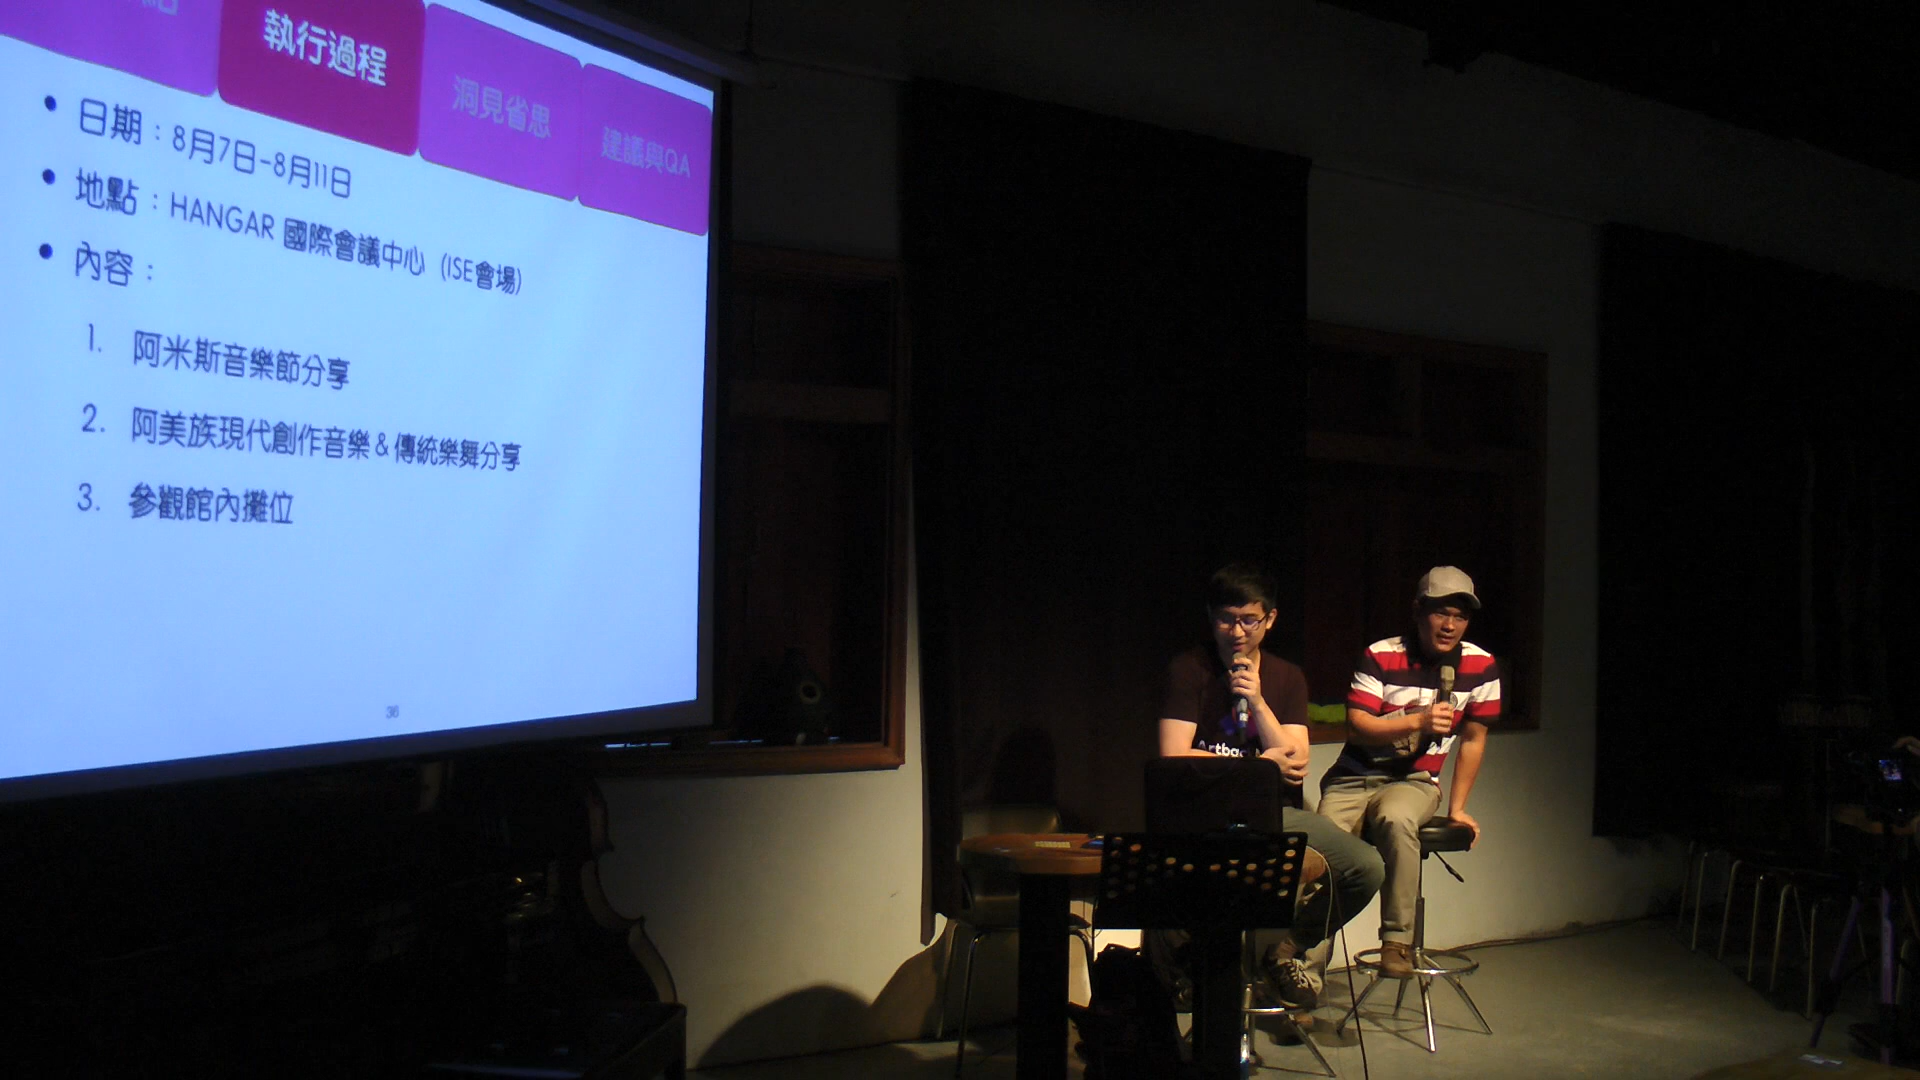 執行過程
洞見省思
建議與QA
• 日期：8月7日-8月11日
• 地點：HANGAR 國際會議中心 (ISE會場)
• 內容：
1. 阿米斯音樂節分享
2. 阿美族現代創作音樂&傳統樂舞分享
3. 參觀館內攤位
36